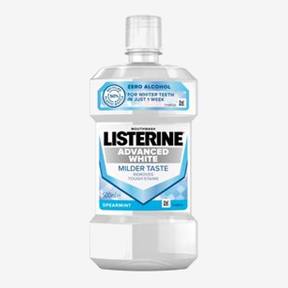 ZERO ALCOHOL
FOR WHITER TEETH
IN JUST 1 WEEK
MOUTHWASH
LISTERINE
ADVANCED
WHITE
MILDER TASTE
REMOVES
TOUGH STAINS
500ml e
SPEARMINT